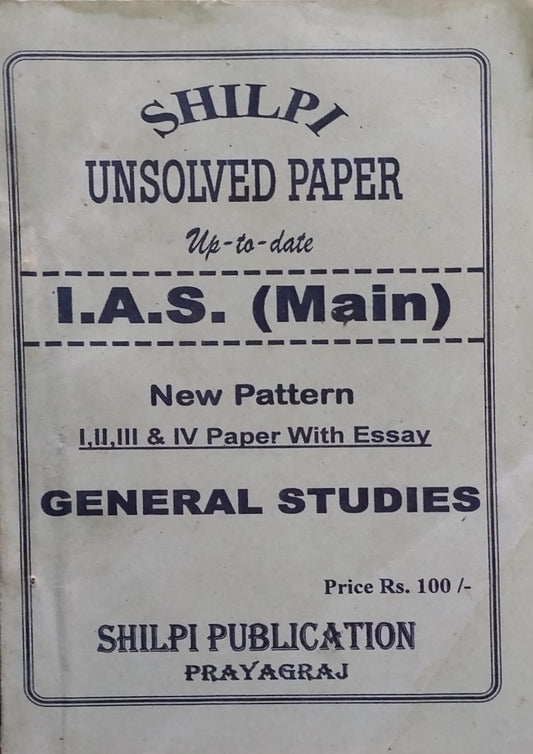 SHILPI
UNSOLVED PAPER
Up-to-date
I.A.S. (Main)
New Pattern
I,II,III & IV Paper With Essay
GENERAL STUDIES
Price Rs. 100 /-
SHILPI PUBLICATION
PRAYAGRAJ